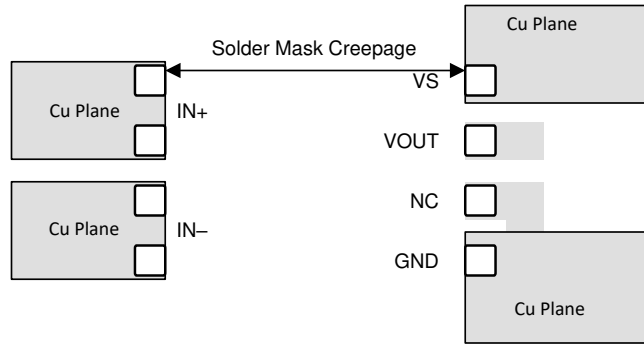 Cu Plane
Solder Mask Creepage
VS
Cu Plane
IN+
VOUT
NC
Cu Plane
IN–
GND
Cu Plane